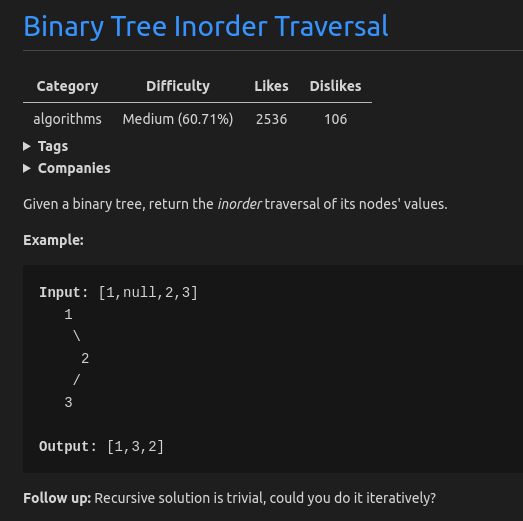 Binary Tree Inorder Traversal
Category Difficulty Likes Dislikes
algorithms Medium (60.71%) 2536 106
▶ Tags
▶ Companies
Given a binary tree, return the inorder traversal of its nodes' values.
Example:
Input: [1,null,2,3]
   1
    \
     2
    /
   3
Output: [1,3,2]
Follow up: Recursive solution is trivial, could you do it iteratively?